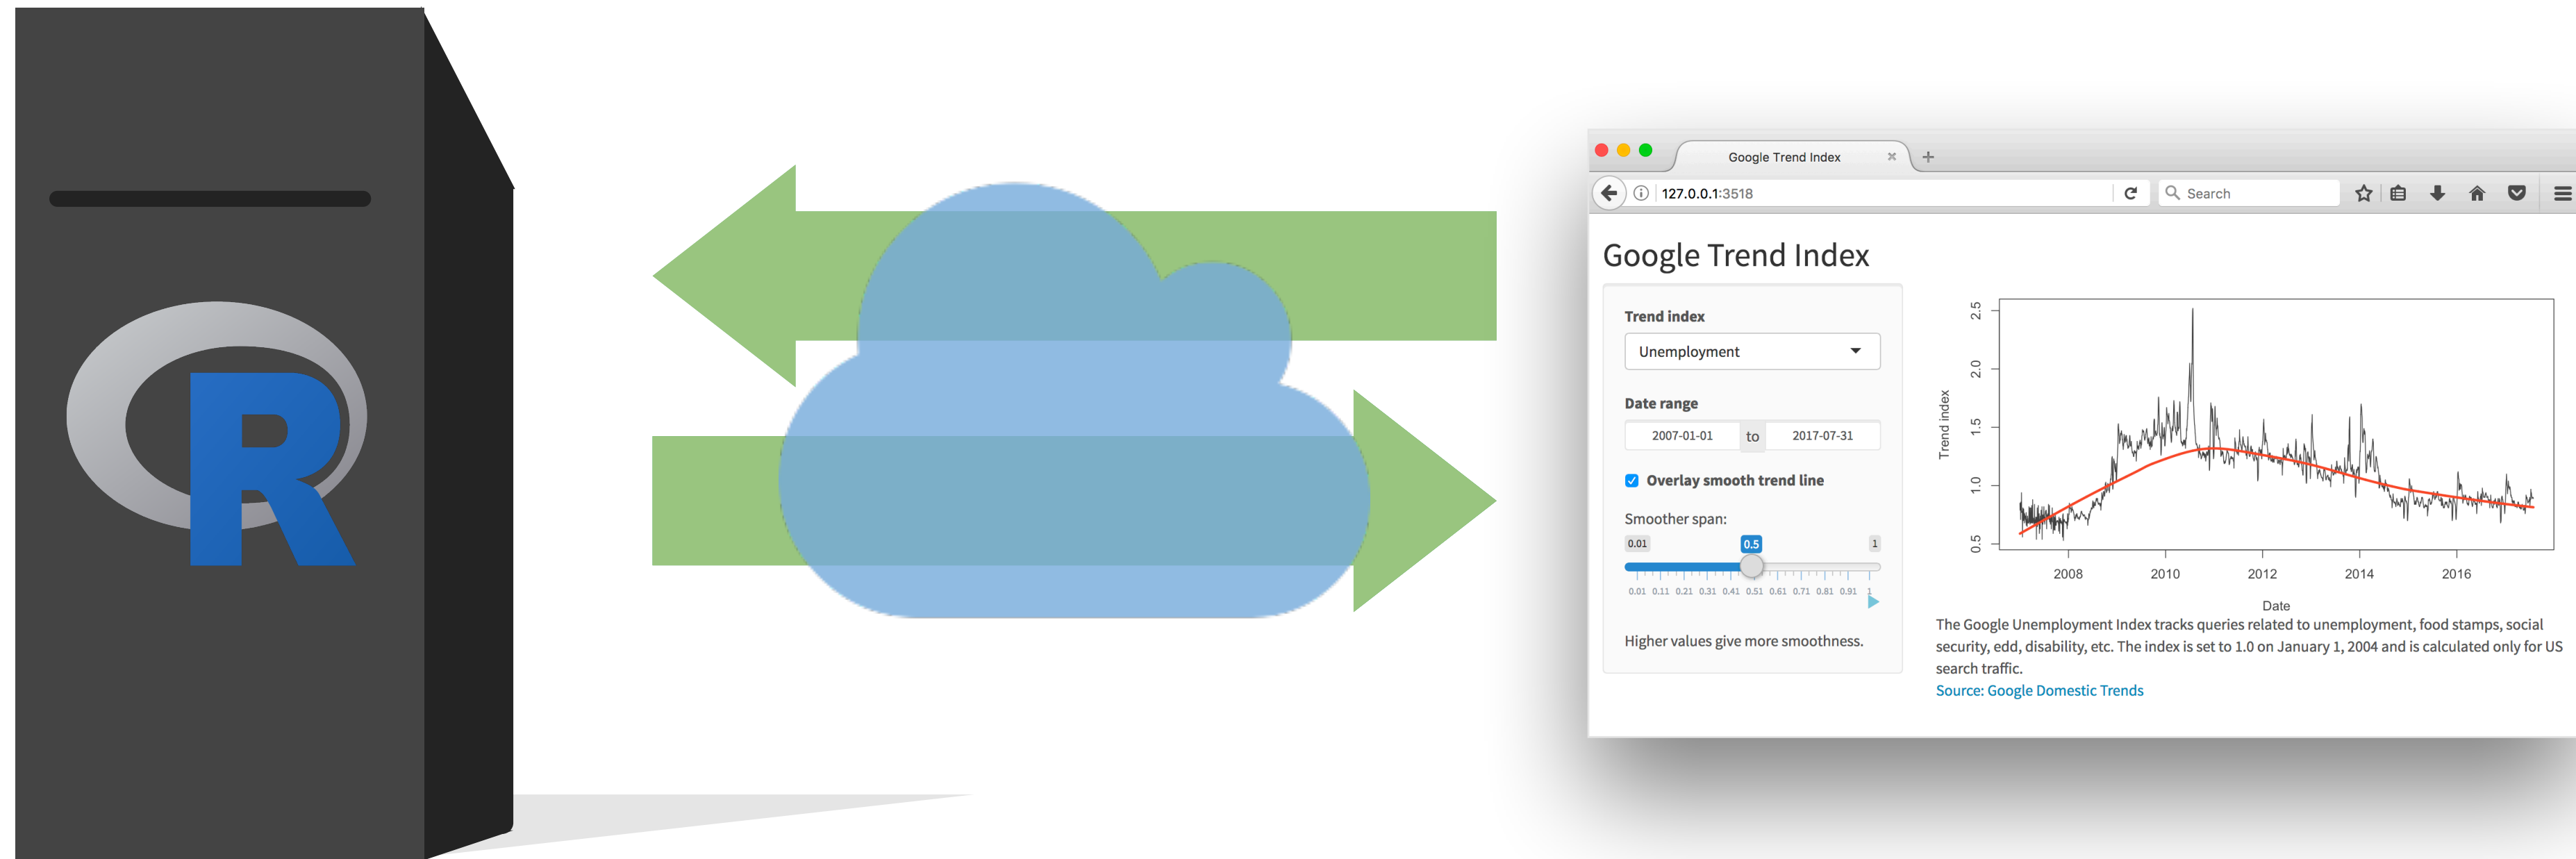 R
Google Trend Index
127.0.0.1:3518
Search
Google Trend Index
Trend index
Unemployment
Date range
2007-01-01 to 2017-07-31
Overlay smooth trend line
Smoother span:
0.01 0.5 1
0.01 0.11 0.21 0.31 0.41 0.51 0.61 0.71 0.81 0.91 1
Higher values give more smoothness.
Trend index
2.5
2.0
1.5
1.0
0.5
2008 2010 2012 2014 2016
Date
The Google Unemployment Index tracks queries related to unemployment, food stamps, social
security, edd, disability, etc. The index is set to 1.0 on January 1, 2004 and is calculated only for US
search traffic.
Source: Google Domestic Trends